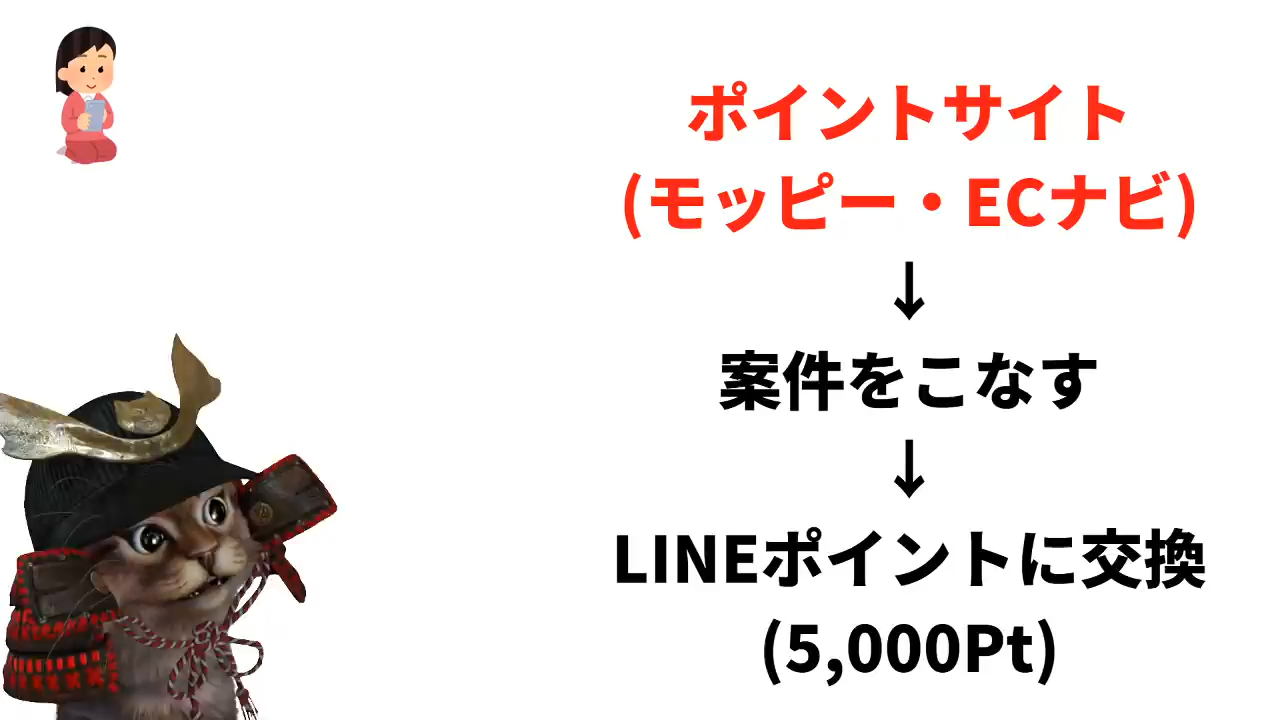 ポイントサイト
(モッピー・ECナビ)
↓
案件をこなす
↓
LINEポイントに交換
(5,000Pt)